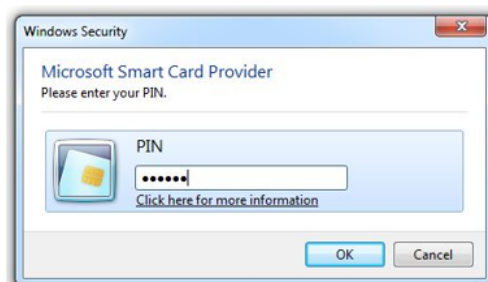 Windows Security
Microsoft Smart Card Provider
Please enter your PIN.
PIN
••••••
Click here for more information
OK
Cancel